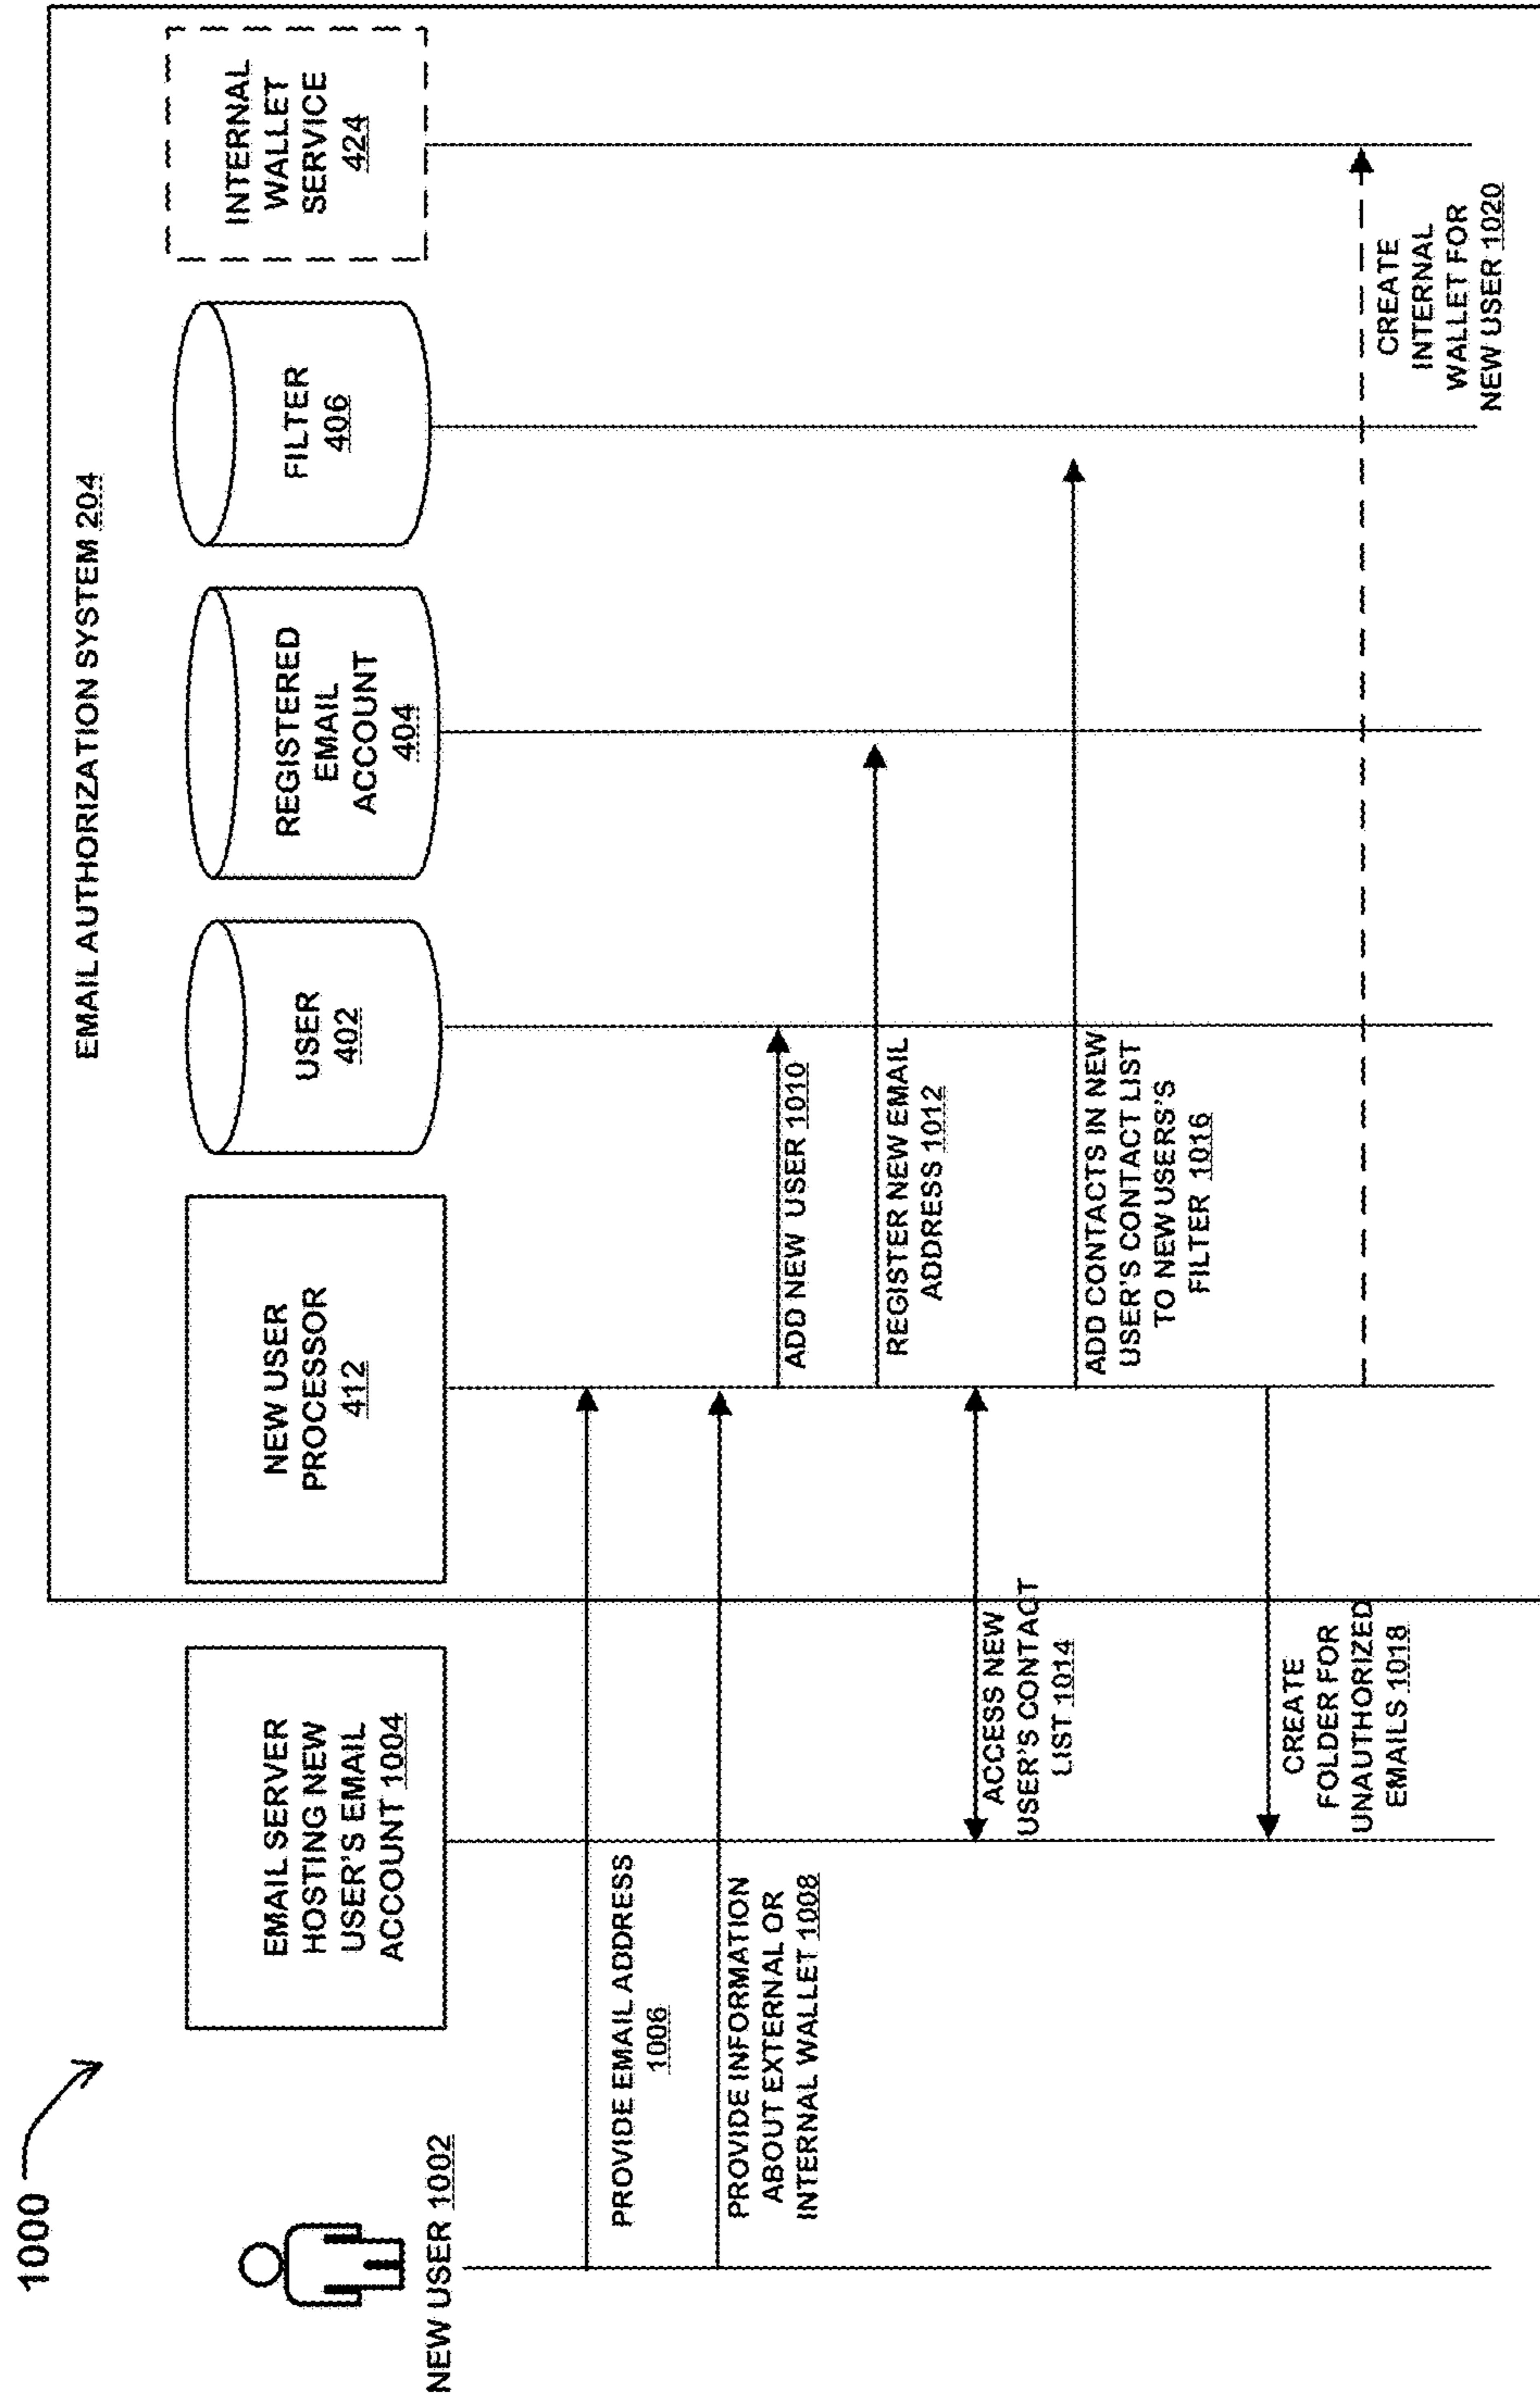 1000
EMAIL AUTHORIZATION SYSTEM 204
NEW USER 1002
EMAIL SERVER
HOSTING NEW
USER'S EMAIL
ACCOUNT 1004
NEW USER
PROCESSOR
412
USER
402
REGISTERED
EMAIL
ACCOUNT
404
FILTER
406
INTERNAL
WALLET
SERVICE
424
PROVIDE EMAIL ADDRESS
1006
PROVIDE INFORMATION
ABOUT EXTERNAL OR
INTERNAL WALLET 1008
ADD NEW USER 1010
REGISTER NEW EMAIL
ADDRESS 1012
ACCESS NEW
USER'S CONTACT
LIST 1014
ADD CONTACTS IN NEW
USER'S CONTACT LIST
TO NEW USERS'S
FILTER 1016
CREATE
FOLDER FOR
UNAUTHORIZED
EMAILS 1018
CREATE
INTERNAL
WALLET FOR
NEW USER 1020